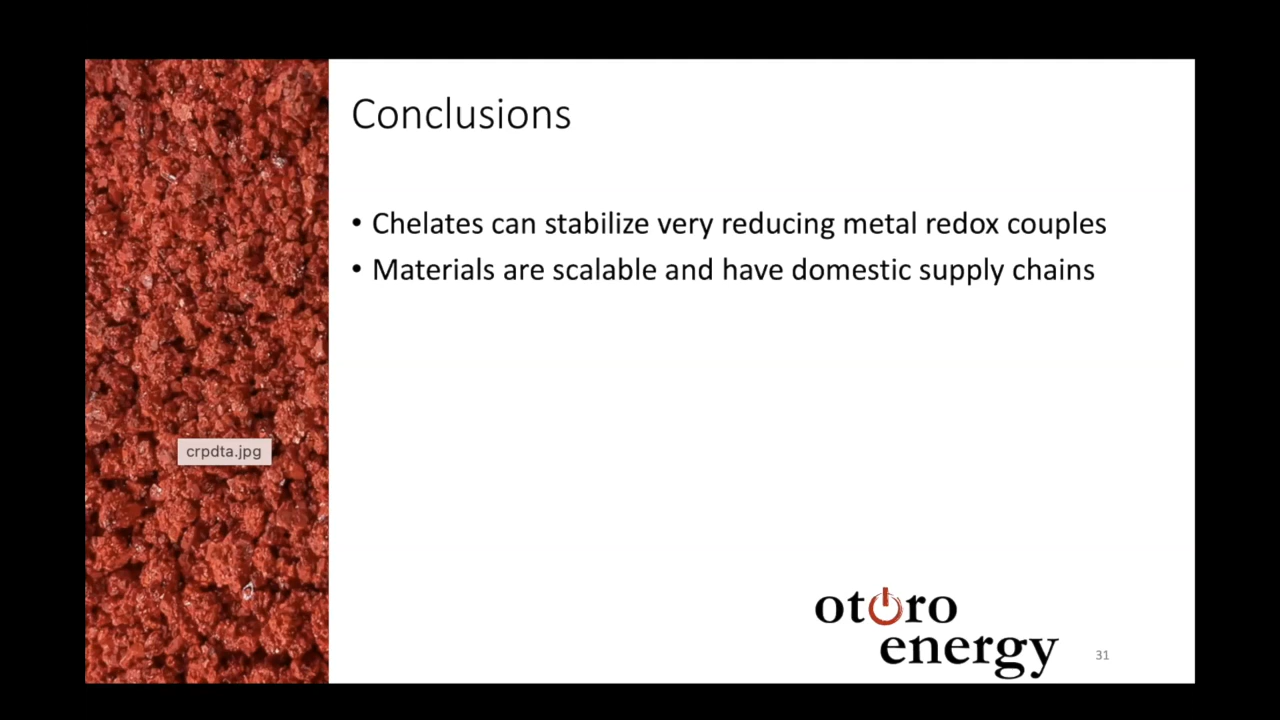 Conclusions
• Chelates can stabilize very reducing metal redox couples
• Materials are scalable and have domestic supply chains
crpdta.jpg
otoro
energy
31